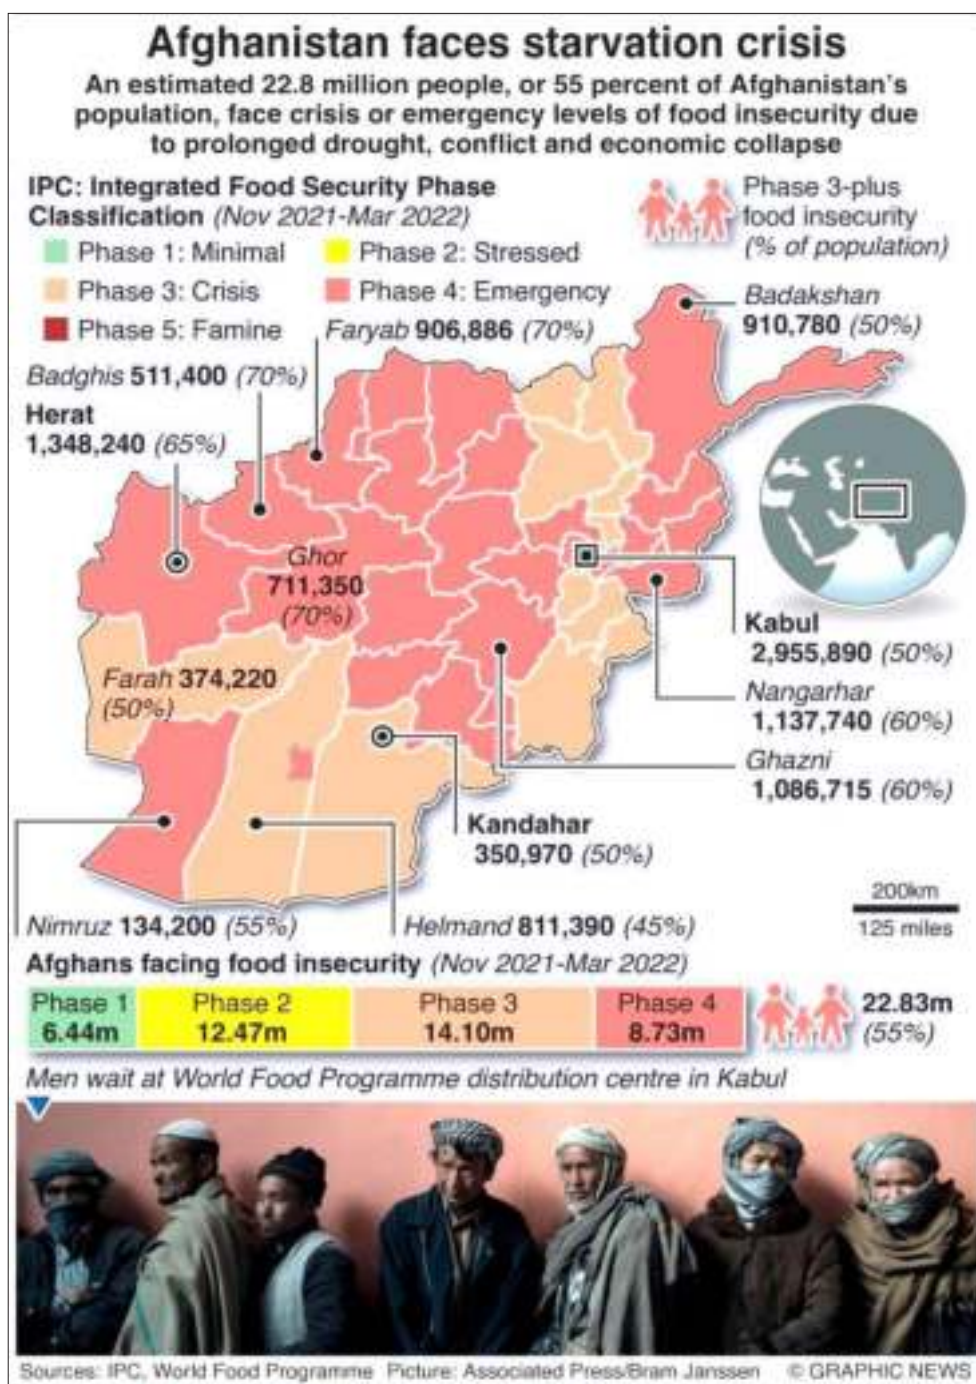 Afghanistan faces starvation crisis
An estimated 22.8 million people, or 55 percent of Afghanistan's
population, face crisis or emergency levels of food insecurity due
to prolonged drought, conflict and economic collapse
IPC: Integrated Food Security Phase
Classification (Nov 2021-Mar 2022)
Phase 1: Minimal
Phase 2: Stressed
Phase 3: Crisis
Phase 4: Emergency
Phase 5: Famine
Phase 3-plus
food insecurity
(% of population)
Faryab 906,886 (70%)
Badakshan
910,780 (50%)
Badghis 511,400 (70%)
Herat
1,348,240 (65%)
Ghor
711,350
(70%)
Farah 374,220
(50%)
Kabul
2,955,890 (50%)
Nangarhar
1,137,740 (60%)
Ghazni
1,086,715 (60%)
Kandahar
350,970 (50%)
Nimruz 134,200 (55%)
Helmand 811,390 (45%)
200km
125 miles
Afghans facing food insecurity (Nov 2021-Mar 2022)
Phase 1
6.44m
Phase 2
12.47m
Phase 3
14.10m
Phase 4
8.73m
22.83m
(55%)
Men wait at World Food Programme distribution centre in Kabul
Sources: IPC, World Food Programme Picture: Associated Press/Bram Janssen © GRAPHIC NEWS